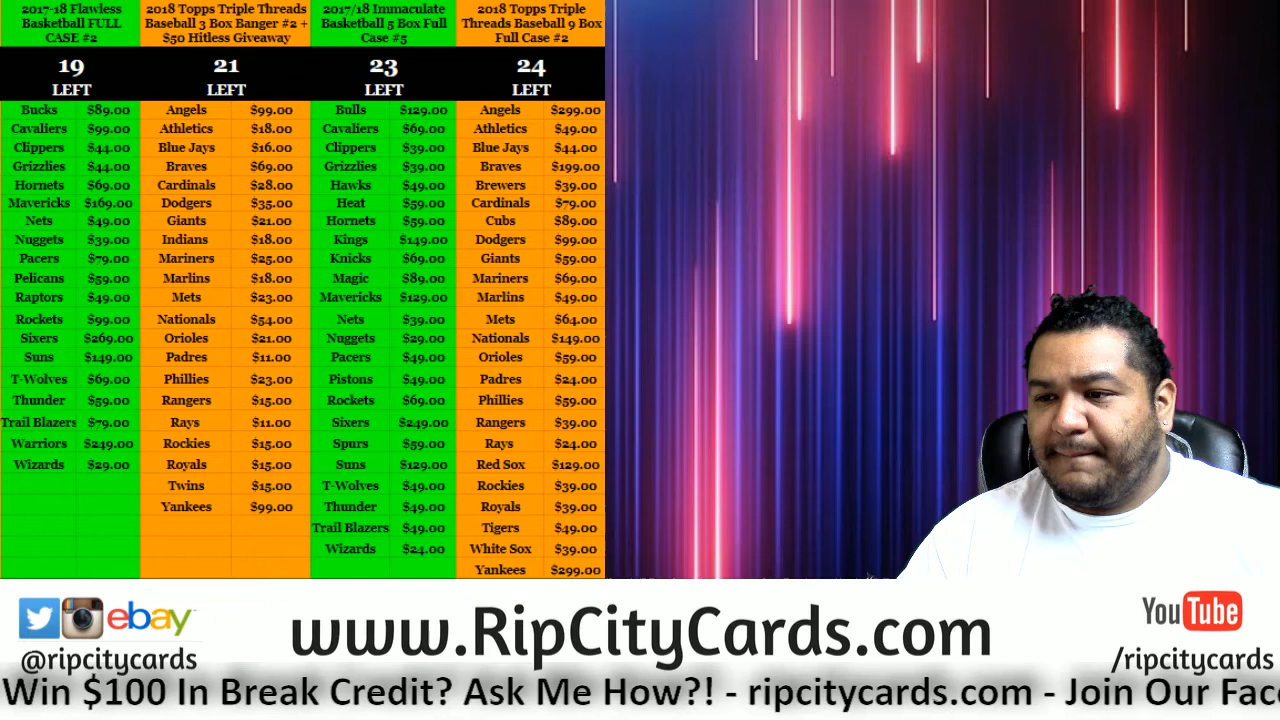 2017-18 Flawless
Basketball FULL
CASE #2
19
LEFT
Bucks $89.00
Cavaliers $99.00
Clippers $44.00
Grizzlies $44.00
Hornets $69.00
Mavericks $169.00
Nets $49.00
Nuggets $39.00
Pacers $79.00
Pelicans $59.00
Raptors $49.00
Rockets $99.00
Sixers $269.00
Suns $149.00
T-Wolves $69.00
Thunder $59.00
Trail Blazers $79.00
Warriors $249.00
Wizards $29.00
2018 Topps Triple Threads
Baseball 3 Box Banger #2 +
$50 Hitless Giveaway
21
LEFT
Angels $99.00
Athletics $18.00
Blue Jays $16.00
Braves $69.00
Cardinals $28.00
Dodgers $35.00
Giants $21.00
Indians $18.00
Mariners $25.00
Marlins $18.00
Mets $23.00
Nationals $54.00
Orioles $21.00
Padres $11.00
Phillies $23.00
Rangers $15.00
Rays $11.00
Rockies $15.00
Royals $15.00
Twins $15.00
Yankees $99.00
2017/18 Immaculate
Basketball 5 Box Full
Case #5
23
LEFT
Bulls $129.00
Cavaliers $69.00
Clippers $39.00
Grizzlies $39.00
Hawks $49.00
Heat $59.00
Hornets $59.00
Kings $149.00
Knicks $69.00
Magic $89.00
Mavericks $129.00
Nets $39.00
Nuggets $29.00
Pacers $49.00
Pistons $49.00
Rockets $69.00
Sixers $249.00
Spurs $59.00
Suns $129.00
T-Wolves $49.00
Thunder $49.00
Trail Blazers $49.00
Wizards $24.00
2018 Topps Triple
Threads Baseball 9 Box
Full Case #2
24
LEFT
Angels $299.00
Athletics $49.00
Blue Jays $44.00
Braves $199.00
Brewers $39.00
Cardinals $79.00
Cubs $89.00
Dodgers $99.00
Giants $59.00
Mariners $69.00
Marlins $49.00
Mets $64.00
Nationals $149.00
Orioles $59.00
Padres $24.00
Phillies $59.00
Rangers $39.00
Rays $24.00
Red Sox $129.00
Rockies $39.00
Royals $39.00
Tigers $49.00
White Sox $39.00
Yankees $299.00
ebay
@ripcitycards
www.RipCityCards.com
YouTube
/ripcitycards
Win $100 In Break Credit? Ask Me How?! - ripcitycards.com - Join Our Fac